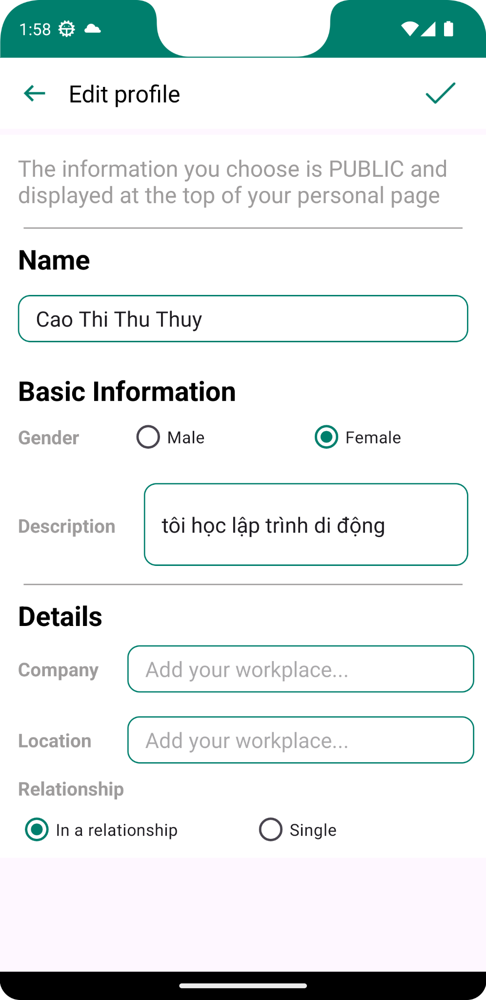 1:58
Edit profile
The information you choose is PUBLIC and
displayed at the top of your personal page
Name
Cao Thi Thu Thuy
Basic Information
Gender Male Female
Description tôi học lập trình di động
Details
Company Add your workplace...
Location Add your workplace...
Relationship
In a relationship Single